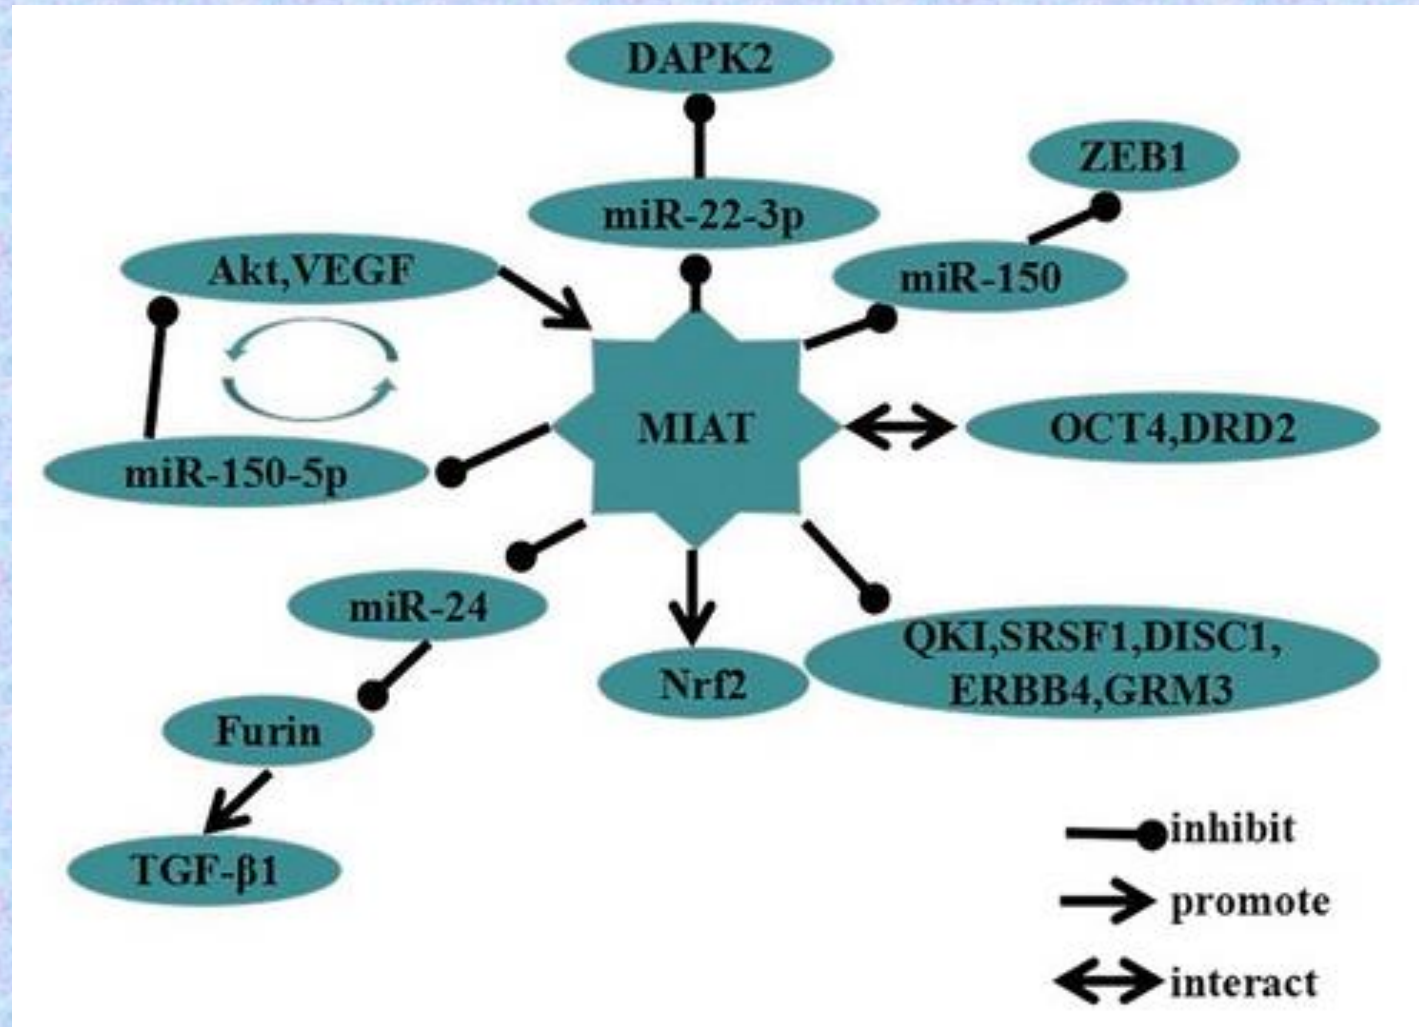 DAPK2
ZEB1
miR-22-3p
Akt,VEGF
miR-150
MIAT
OCT4,DRD2
miR-150-5p
miR-24
QKI,SRSF1,DISC1,
ERBB4,GRM3
Nrf2
Furin
TGF-β1
inhibit
promote
interact